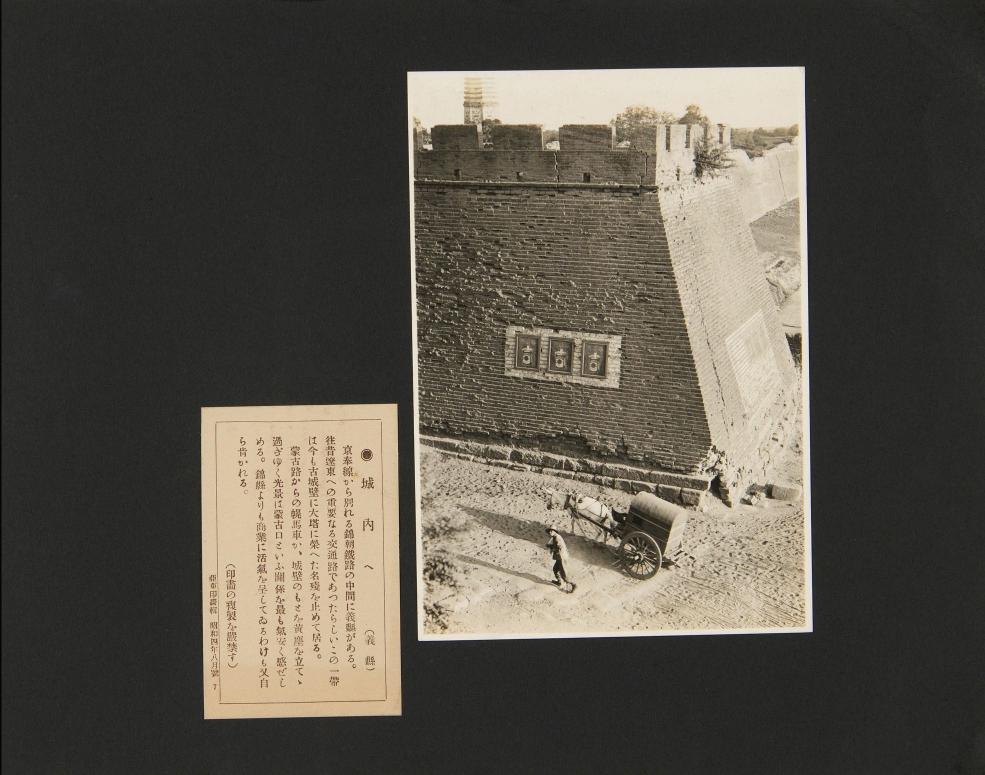 ●城内へ（義縣）
京奉線から別れる錦朝鐵路の中間に義縣がある。
往昔遼東への重要なる交通路であつたらしいこの一帶
は今も古城壁に大塔に榮へた名殘を止めて居る。
蒙古路からの幌馬車が、城壁のもとを黃塵を立てゝ
過ぎゆく光景は蒙古口といふ關係を最も氣安く感ぜし
める。錦縣よりも商業に活氣を呈してゐるわけも又自
ら肯かれる。
（印畵の複製を嚴禁す）
亞東印畵輯 昭和四年八月號 7